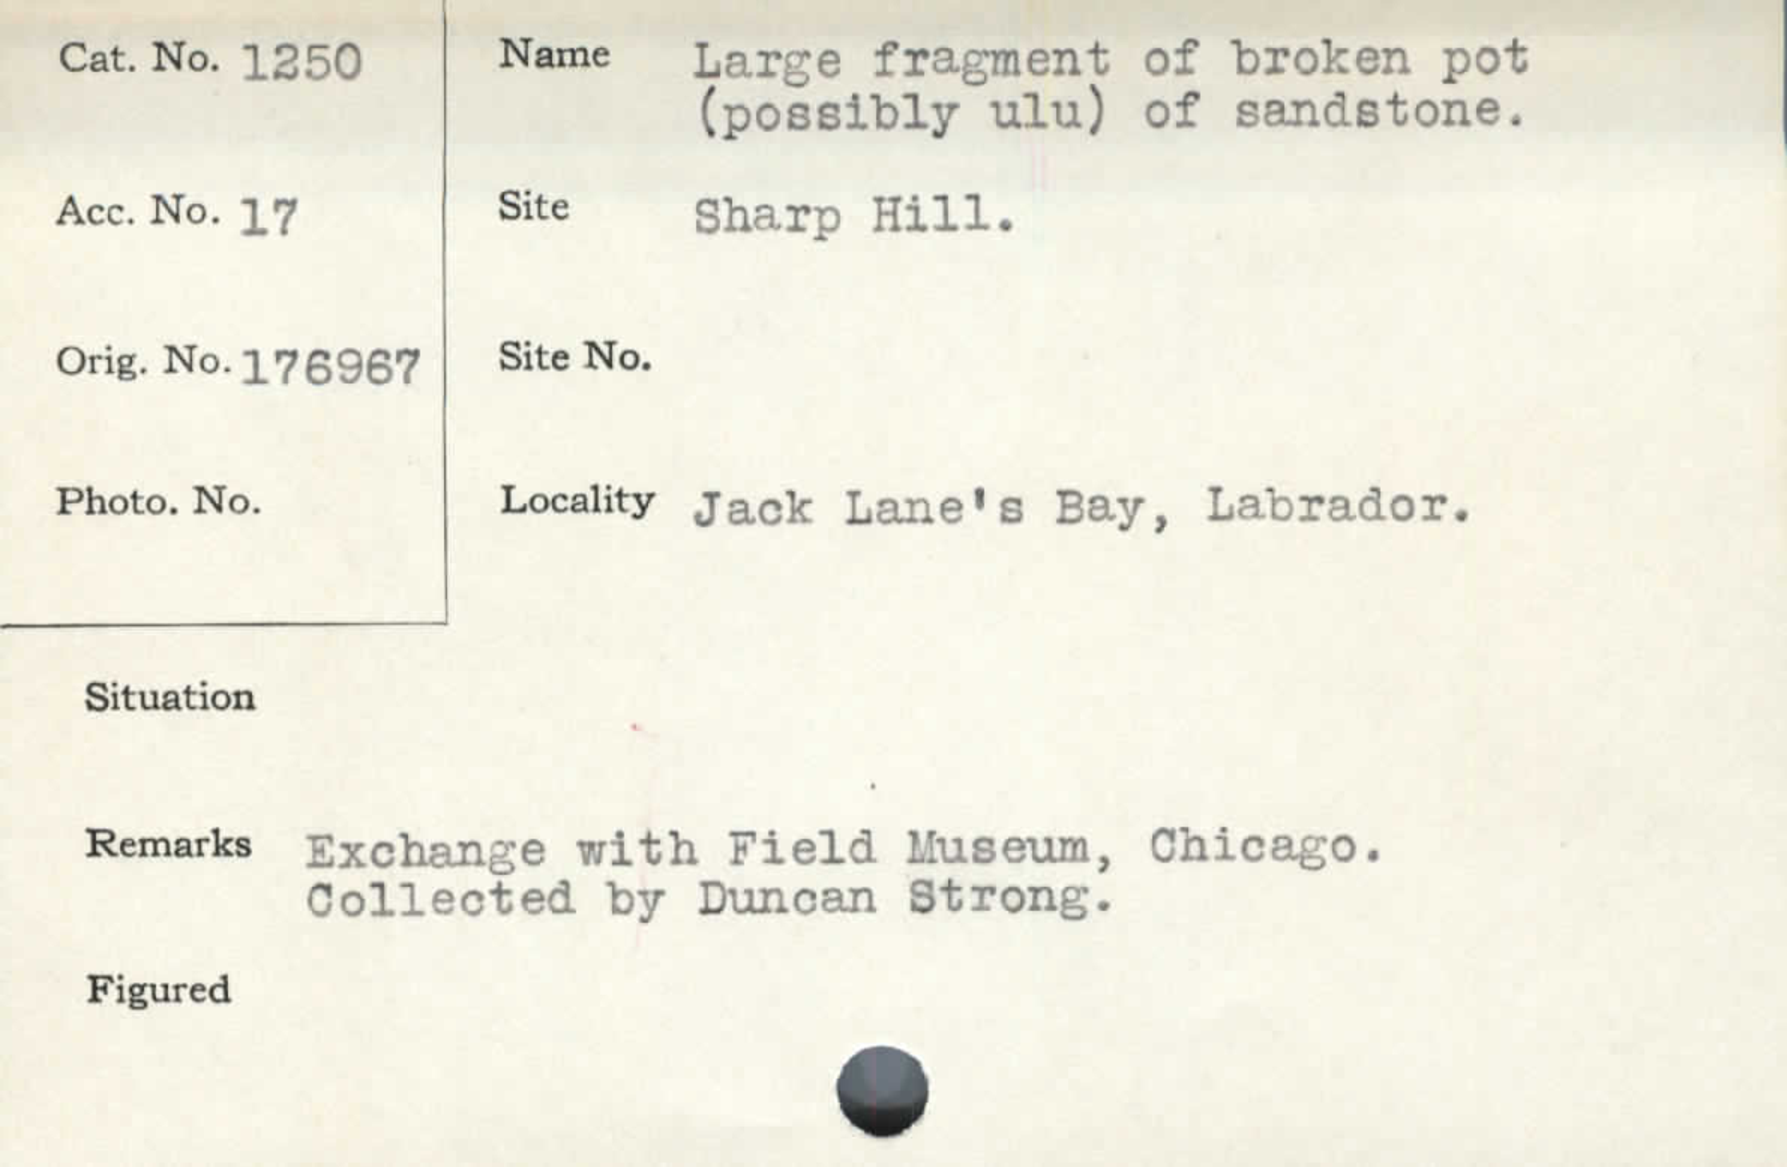 Cat. No. 1250
Name Large fragment of broken pot
(possibly ulu) of sandstone.
Acc. No. 17
Site Sharp Hill.
Orig. No. 176967
Site No.
Photo. No.
Locality Jack Lane's Bay, Labrador.
Situation
Remarks Exchange with Field Museum, Chicago.
Collected by Duncan Strong.
Figured